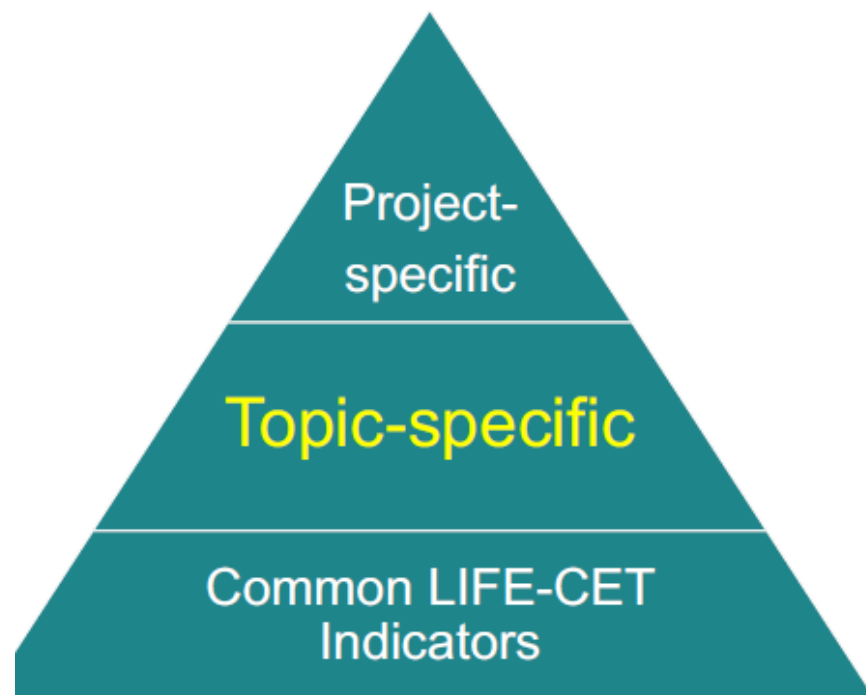 Project-
specific
Topic-specific
Common LIFE-CET
Indicators